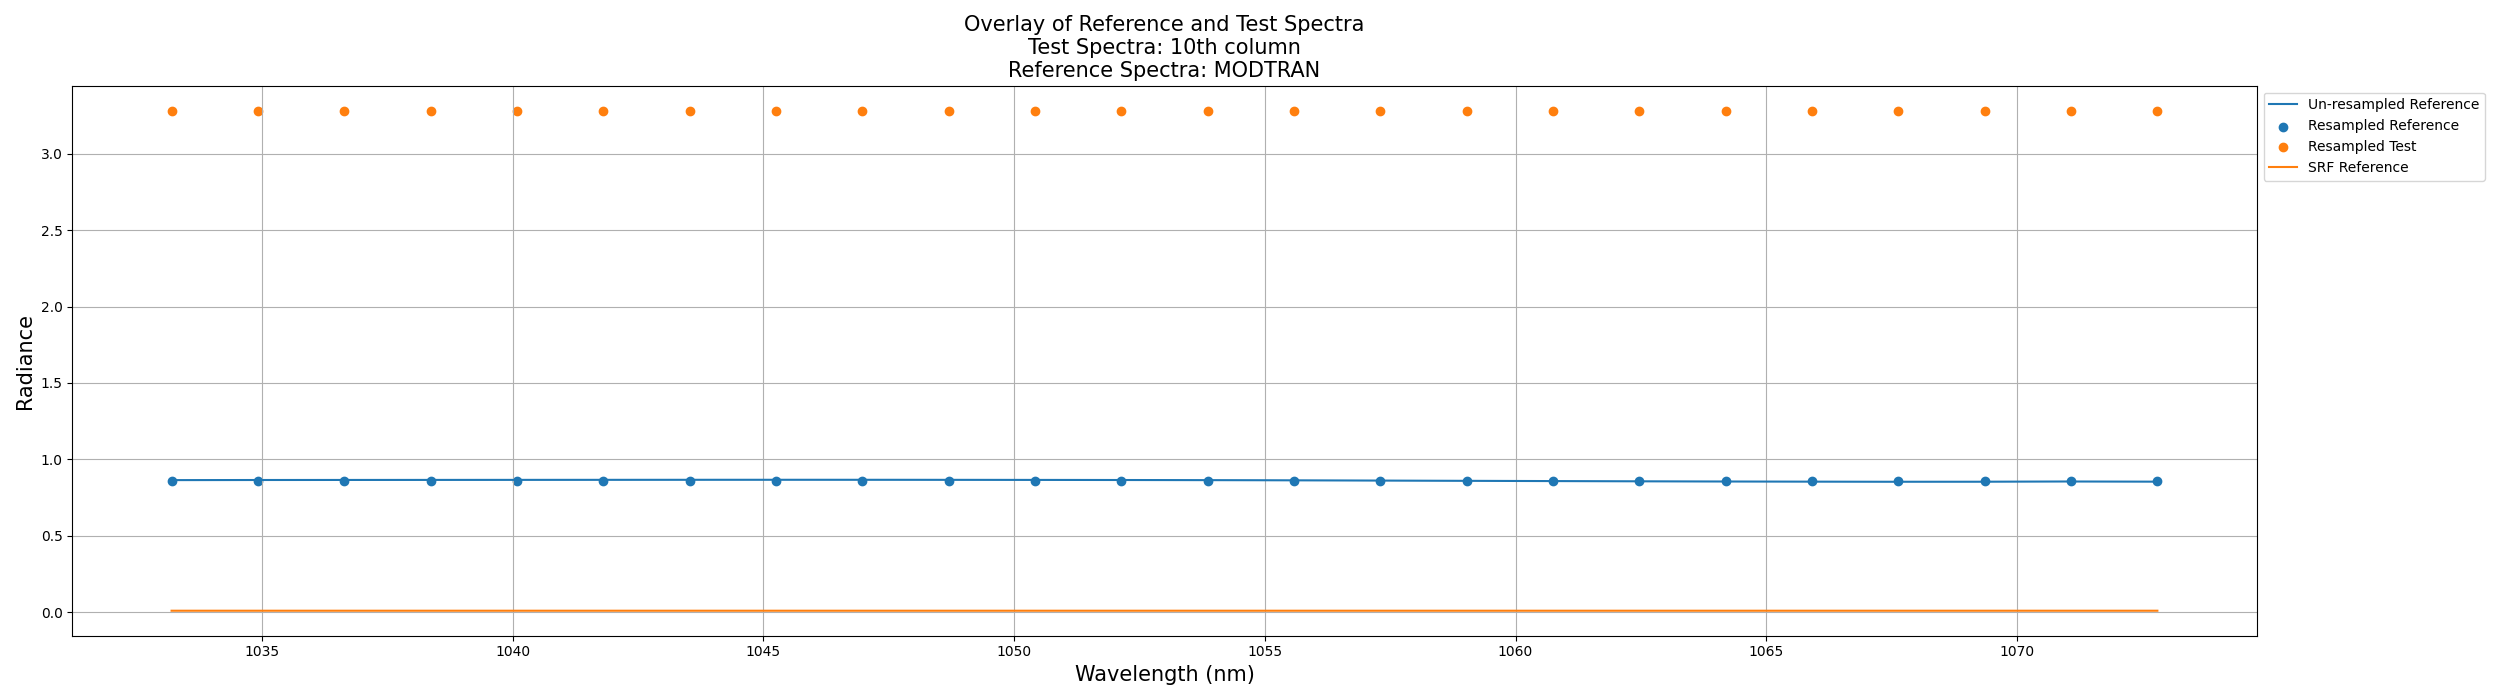 Overlay of Reference and Test Spectra
Test Spectra: 10th column
Reference Spectra: MODTRAN
Un-resampled Reference
Resampled Reference
Resampled Test
SRF Reference
Radiance
3.0
2.5
2.0
1.5
1.0
0.5
0.0
1035 1040 1045 1050 1055 1060 1065 1070
Wavelength (nm)